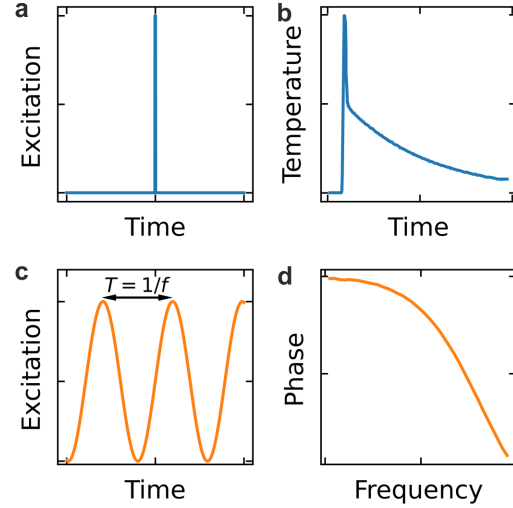 a
Excitation
Time
b
Temperature
Time
c
T = 1/f
Excitation
Time
d
Phase
Frequency